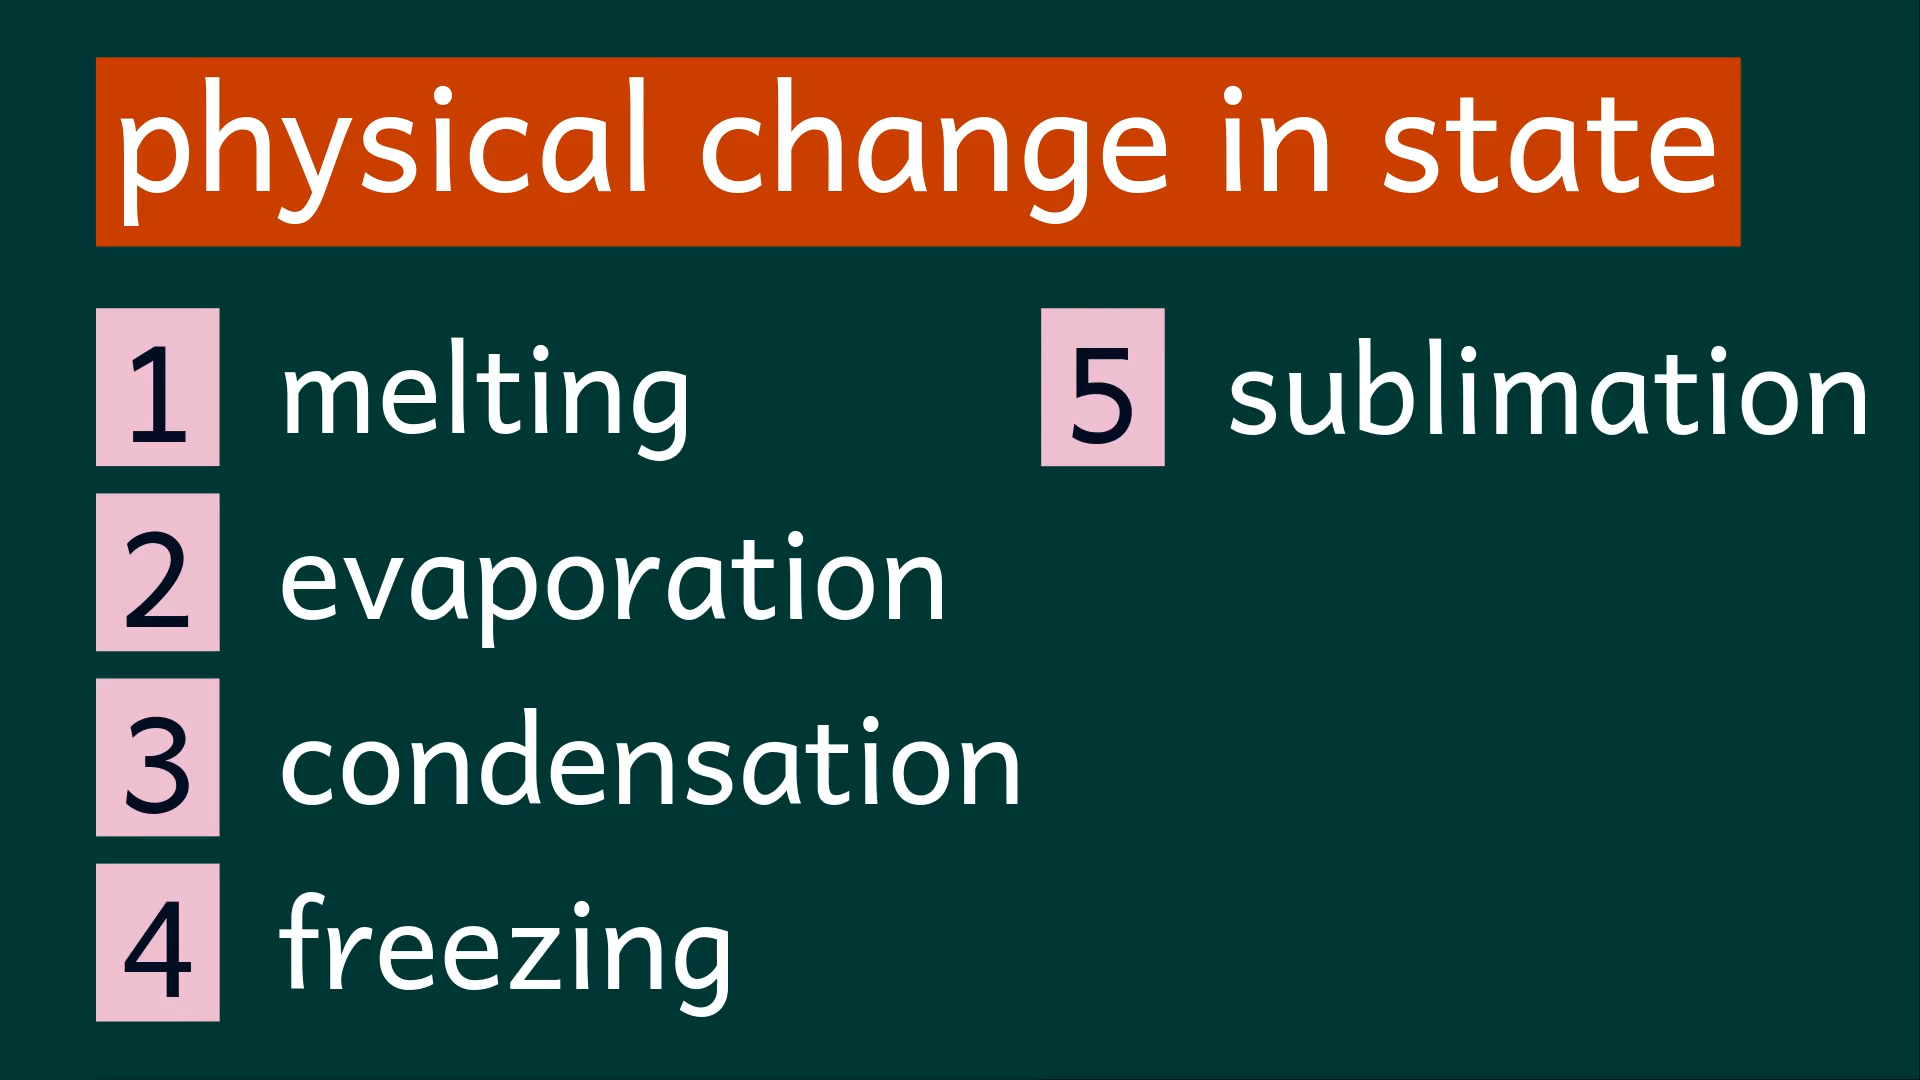 physical change in state
1 melting
2 evaporation
3 condensation
4 freezing
5 sublimation